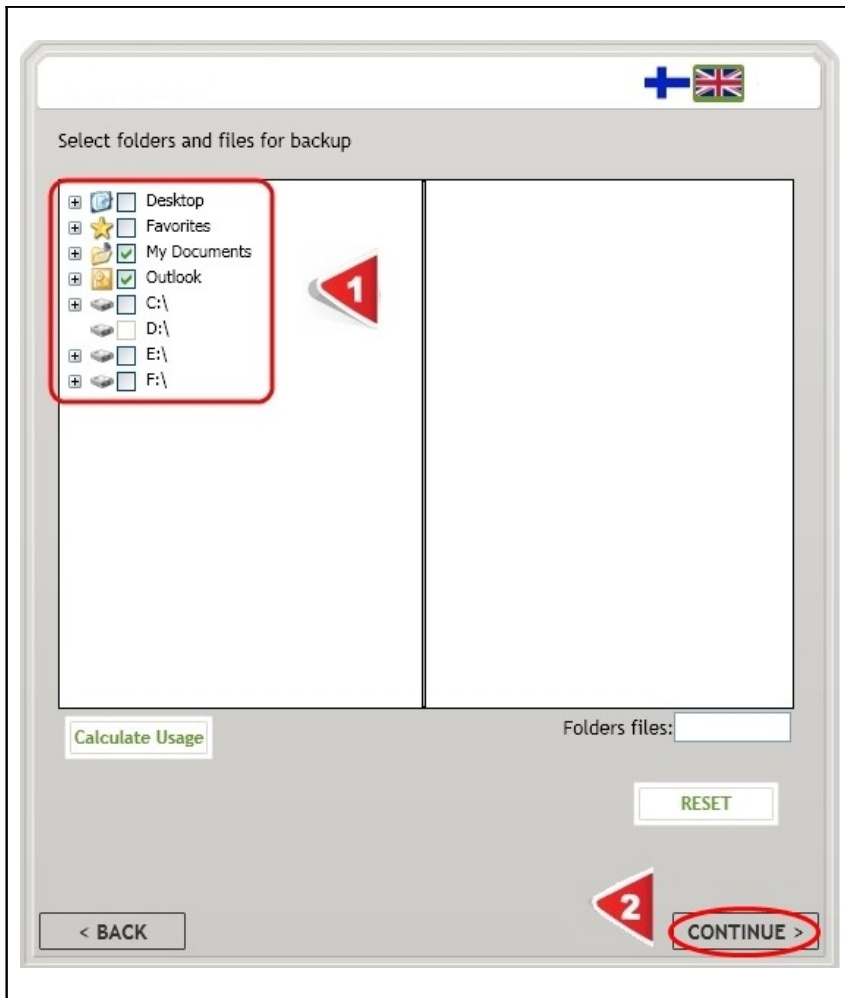 Select folders and files for backup
Desktop
Favorites
My Documents
Outlook
C:\
D:\
E:\
F:\
1
Calculate Usage
Folders files:
RESET
2
< BACK
CONTINUE >